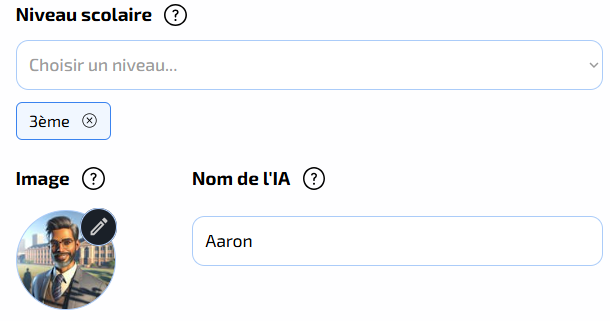 Niveau scolaire ?
Choisir un niveau...
3ème
Image ?
Nom de l'IA ?
Aaron